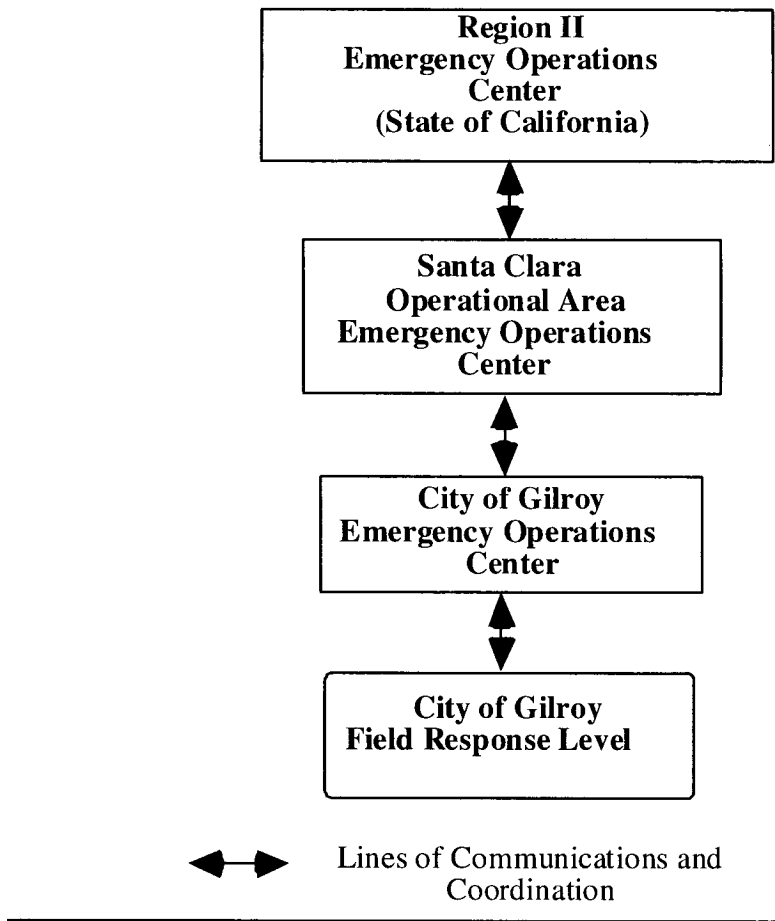 Region II
Emergency Operations
Center
(State of California)
Santa Clara
Operational Area
Emergency Operations
Center
City of Gilroy
Emergency Operations
Center
City of Gilroy
Field Response Level
Lines of Communications and
Coordination